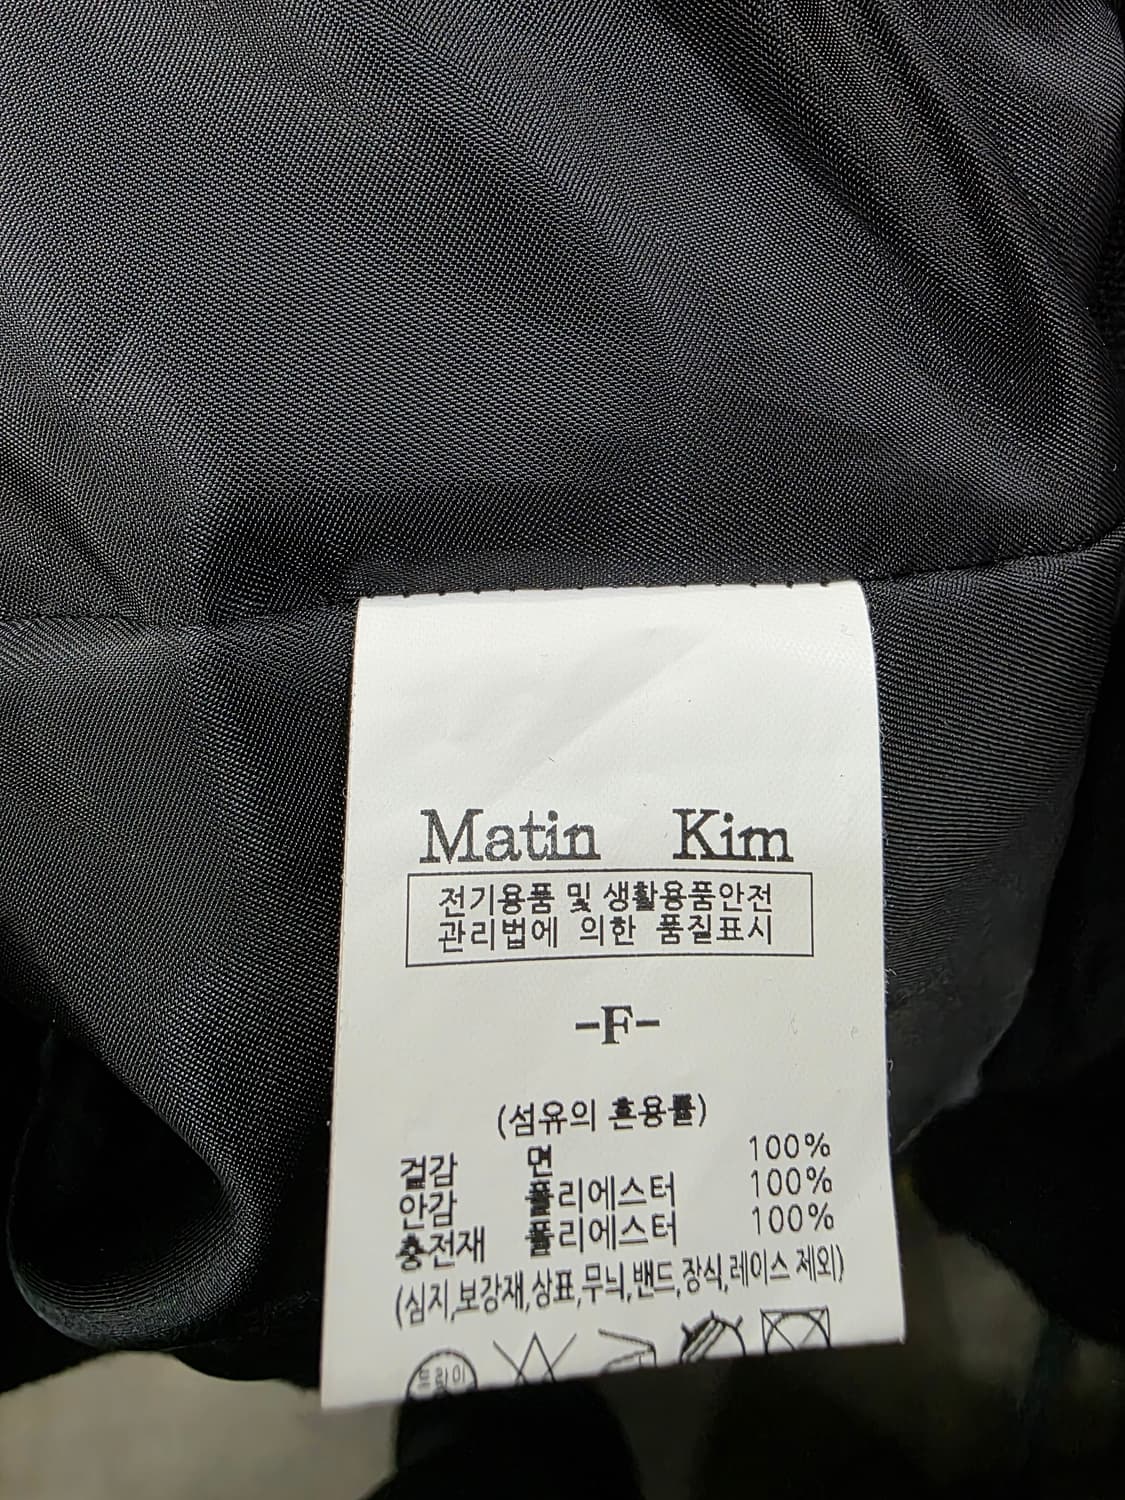 Matin Kim
전기용품 및 생활용품안전
관리법에 의한 품질표시
-F-
(섬유의 혼용률)
겉감 면 100%
안감 폴리에스터 100%
충전재 폴리에스터 100%
(심지,보강재,상표,무늬,밴드,장식,레이스 제외)
드라이